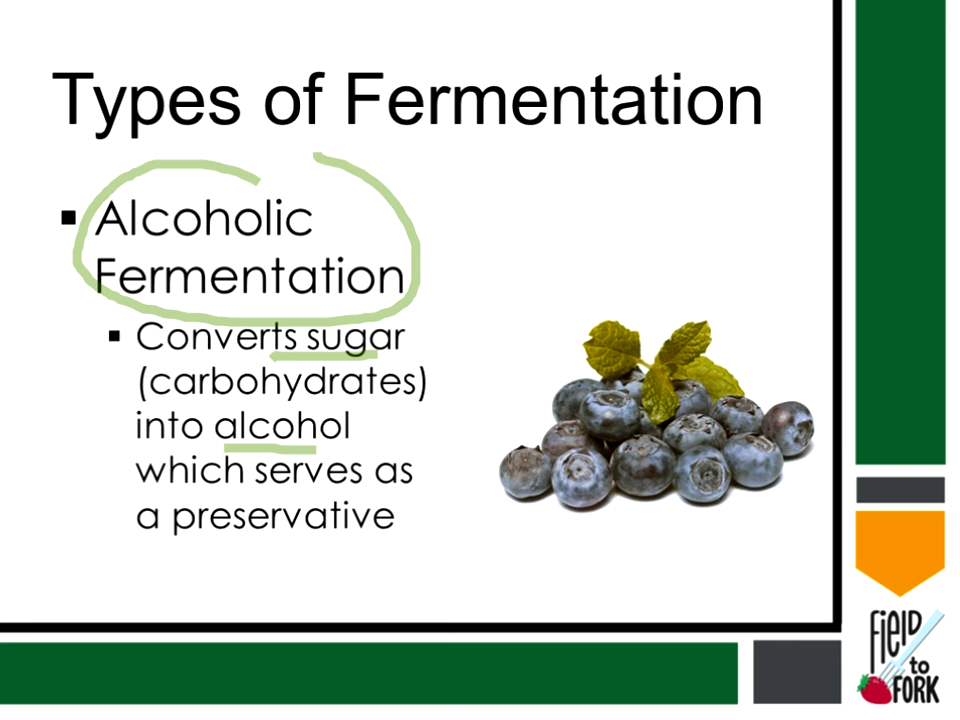 Types of Fermentation
▪ Alcoholic
Fermentation
▪ Converts sugar
(carbohydrates)
into alcohol
which serves as
a preservative
FiELD
to
FORK